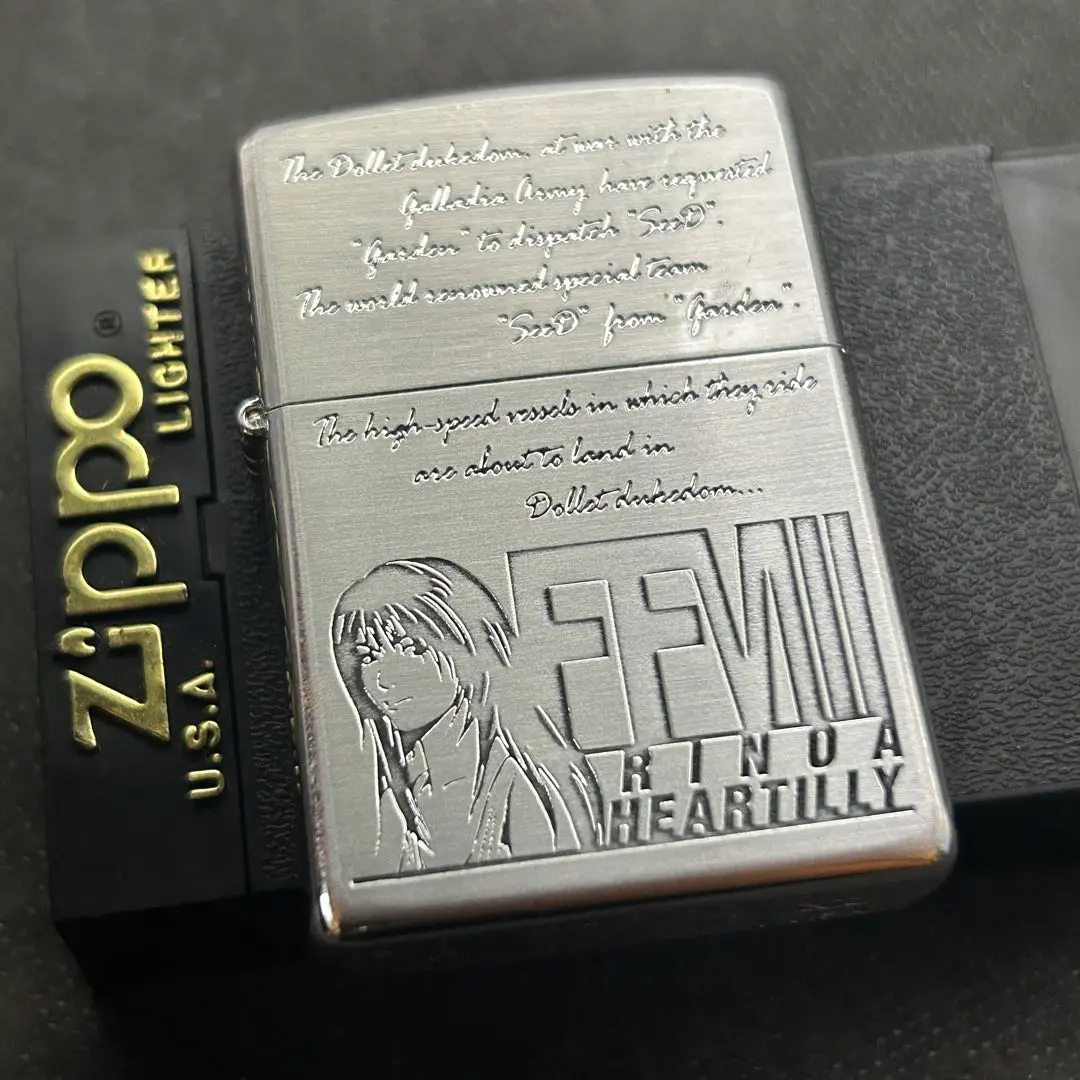 The Dollet dukedom, at war with the
Galbadia Army have requested
"Garden" to dispatch "SeeD".
The world renowned special team
"SeeD" from "Garden".
The high-speed vessels in which they ride
are about to land in
Dollet dukedom...
FFVIII
RINOA
HEARTILLY
Zippo®
LIGHTER
U.S.A.